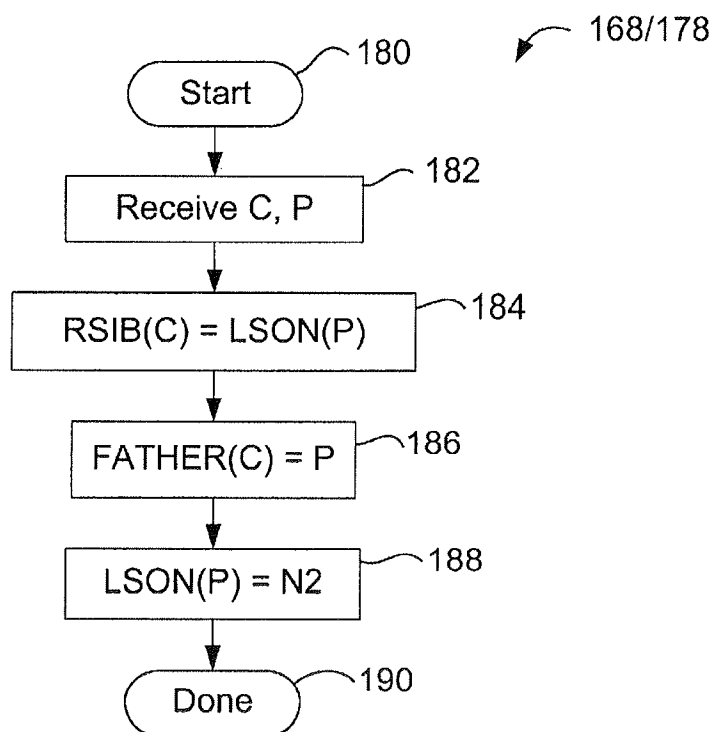 168/178
Start
180
Receive C, P
182
RSIB(C) = LSON(P)
184
FATHER(C) = P
186
LSON(P) = N2
188
Done
190